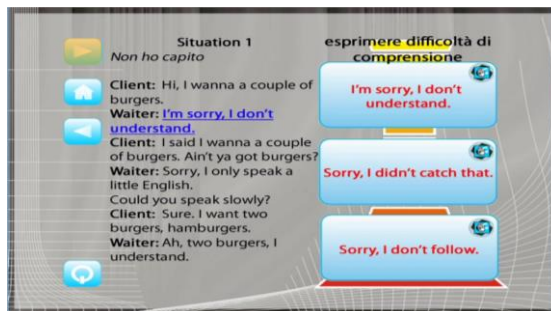 Situation 1
Non ho capito
Client: Hi, I wanna a couple of
burgers.
Waiter: I'm sorry, I don't
understand.
Client: I said I wanna a couple
of burgers. Ain't ya got burgers?
Waiter: Sorry, I only speak a
little English.
Could you speak slowly?
Client: Sure. I want two
burgers, hamburgers.
Waiter: Ah, two burgers, I
understand.
esprimere difficoltà di
comprensione
I'm sorry, I don't
understand.
Sorry, I didn't catch that.
Sorry, I don't follow.